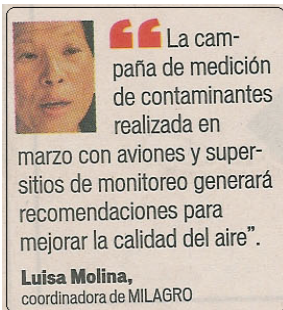 “ La cam-
paña de medición
de contaminantes
realizada en
marzo con aviones y super-
sitios de monitoreo generará
recomendaciones para
mejorar la calidad del aire”.
Luisa Molina,
coordinadora de MILAGRO